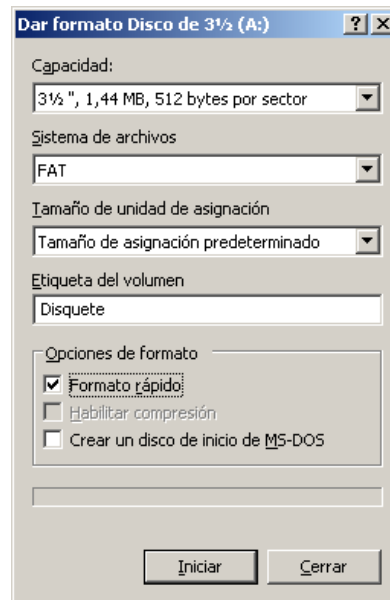 Dar formato Disco de 3½ (A:)
Capacidad:
3½ ", 1,44 MB, 512 bytes por sector
Sistema de archivos
FAT
Tamaño de unidad de asignación
Tamaño de asignación predeterminado
Etiqueta del volumen
Disquete
Opciones de formato
Formato rápido
Habilitar compresión
Crear un disco de inicio de MS-DOS
Iniciar Cerrar